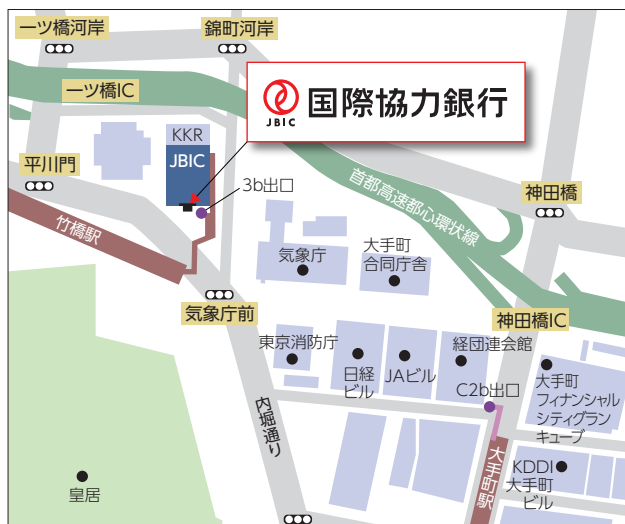 一ツ橋河岸
錦町河岸
一ツ橋IC
JBIC
国際協力銀行
KKR
JBIC
平川門
3b出口
首都高速都心環状線
神田橋
竹橋駅
気象庁
大手町
合同庁舎
気象庁前
神田橋IC
東京消防庁
日経
ビル
JAビル
経団連会館
C2b出口
大手町
フィナンシャル
シティグラン
キューブ
内堀通り
大手町駅
KDDI
大手町
ビル
皇居